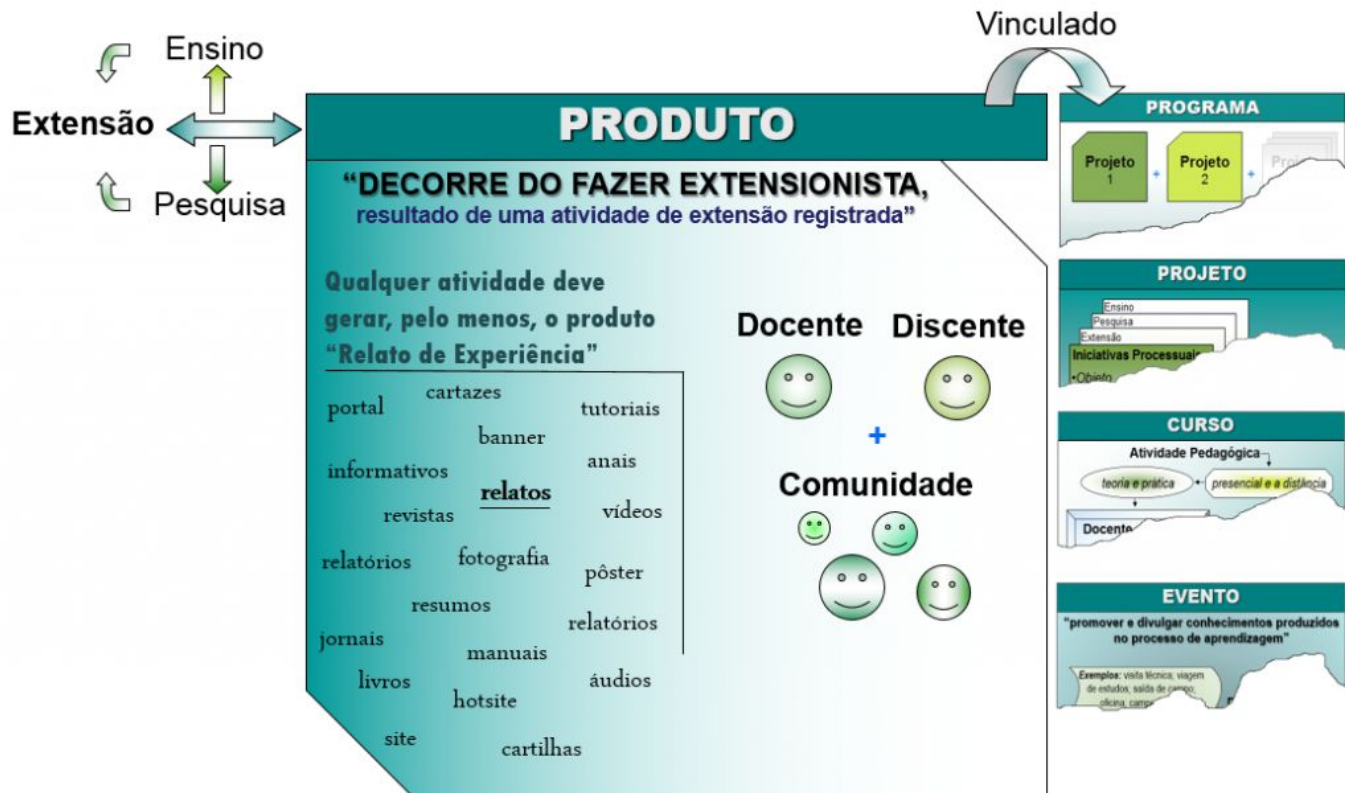 Ensino
Extensão
Pesquisa
Vinculado
PRODUTO
“DECORRE DO FAZER EXTENSIONISTA,
resultado de uma atividade de extensão registrada”
Qualquer atividade deve
gerar, pelo menos, o produto
“Relato de Experiência”
portal
cartazes
tutoriais
banner
informativos
anais
relatos
revistas
vídeos
relatórios
fotografia
pôster
resumos
relatórios
jornais
manuais
livros
áudios
hotsite
site
cartilhas
Docente Discente
+
Comunidade
PROGRAMA
Projeto
1
+
Projeto
2
+
PROJETO
Ensino
Pesquisa
Extensão
Iniciativas Processuais
•Objeto
CURSO
Atividade Pedagógica
teoria e prática
presencial e a distância
Docente
EVENTO
“promover e divulgar conhecimentos produzidos
no processo de aprendizagem”
Exemplos: visita técnica; viagem
de estudos; saída de campo;
oficina;